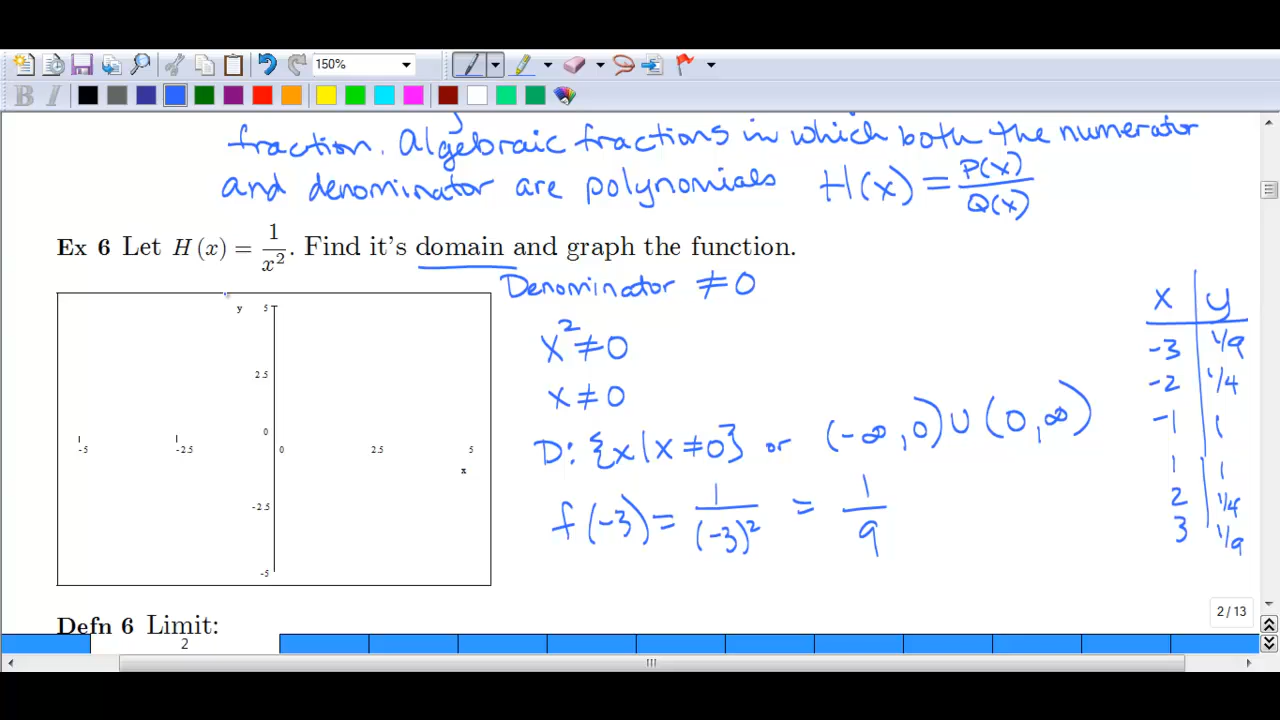 150%
B I
fraction. Algebraic fractions in which both the numerator
and denominator are polynomials H(x) = P(x)/Q(x)
Ex 6 Let H (x) = 1/x². Find it's domain and graph the function.
Denominator ≠ 0
x² ≠ 0
x ≠ 0
D: {x | x ≠ 0} or (-∞, 0) ∪ (0, ∞)
f(-3) = 1/(-3)² = 1/9
x y
-3 1/9
-2 1/4
-1 1
1 1
2 1/4
3 1/9
y 5
2.5
0
-5 -2.5 0 2.5 5
x
-2.5
-5
Defn 6 Limit:
2 / 13
2